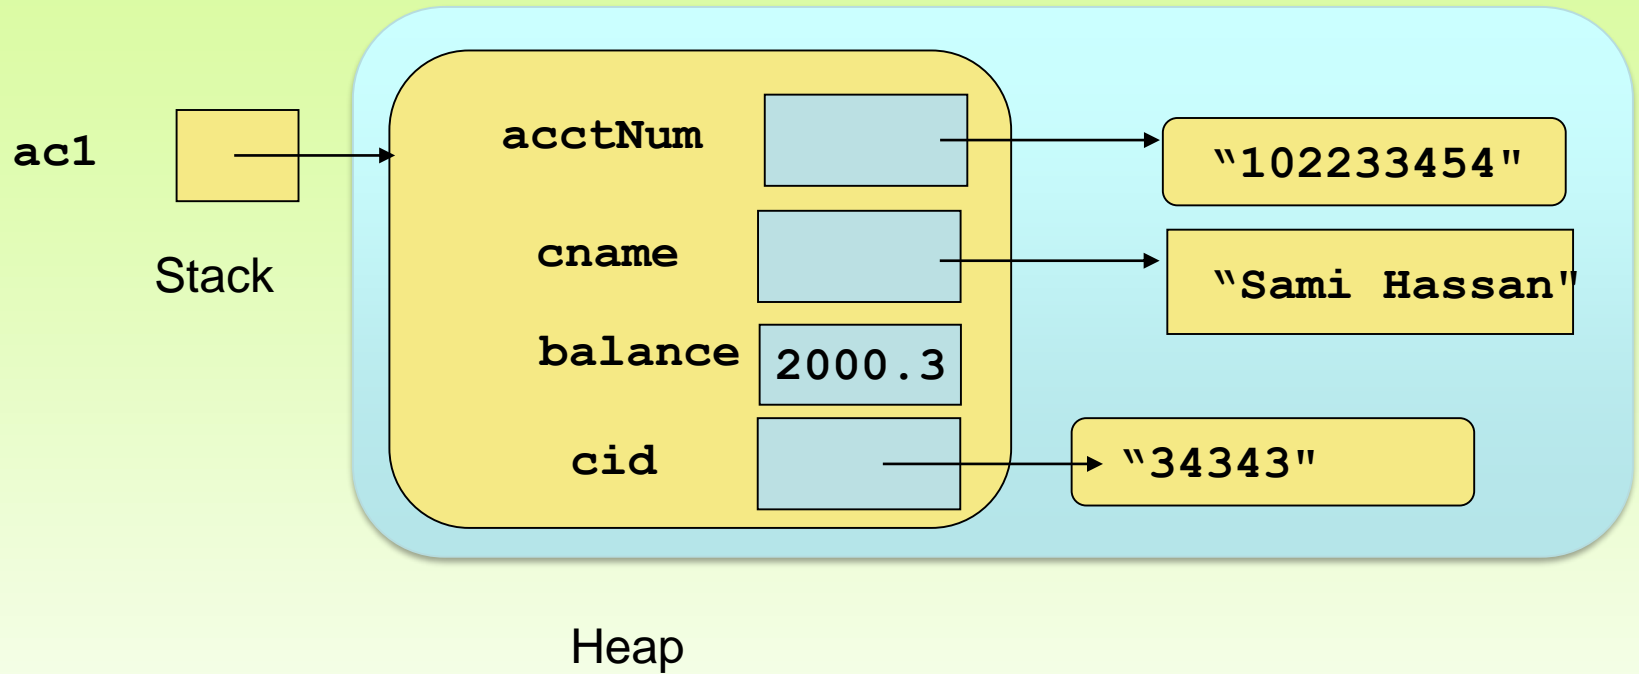 ac1
Stack
acctNum
“102233454"
cname
“Sami Hassan"
balance
2000.3
cid
“34343"
Heap